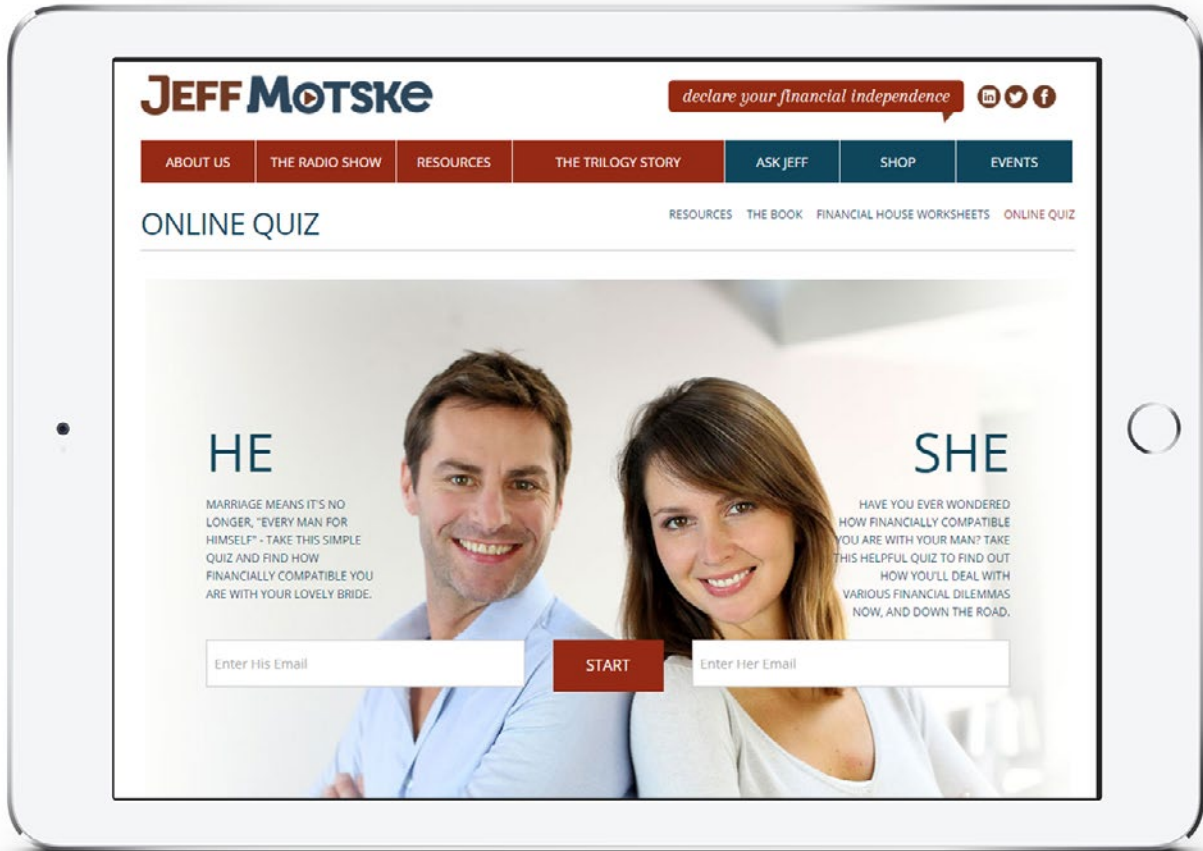 JEFF MOTSKE
declare your financial independence
ABOUT US
THE RADIO SHOW
RESOURCES
THE TRILOGY STORY
ASK JEFF
SHOP
EVENTS
ONLINE QUIZ
RESOURCES
THE BOOK
FINANCIAL HOUSE WORKSHEETS
ONLINE QUIZ
HE
MARRIAGE MEANS IT'S NO
LONGER, "EVERY MAN FOR
HIMSELF" - TAKE THIS SIMPLE
QUIZ AND FIND HOW
FINANCIALLY COMPATIBLE YOU
ARE WITH YOUR LOVELY BRIDE.
SHE
HAVE YOU EVER WONDERED
HOW FINANCIALLY COMPATIBLE
YOU ARE WITH YOUR MAN? TAKE
THIS HELPFUL QUIZ TO FIND OUT
HOW YOU'LL DEAL WITH
VARIOUS FINANCIAL DILEMMAS
NOW, AND DOWN THE ROAD.
Enter His Email
START
Enter Her Email